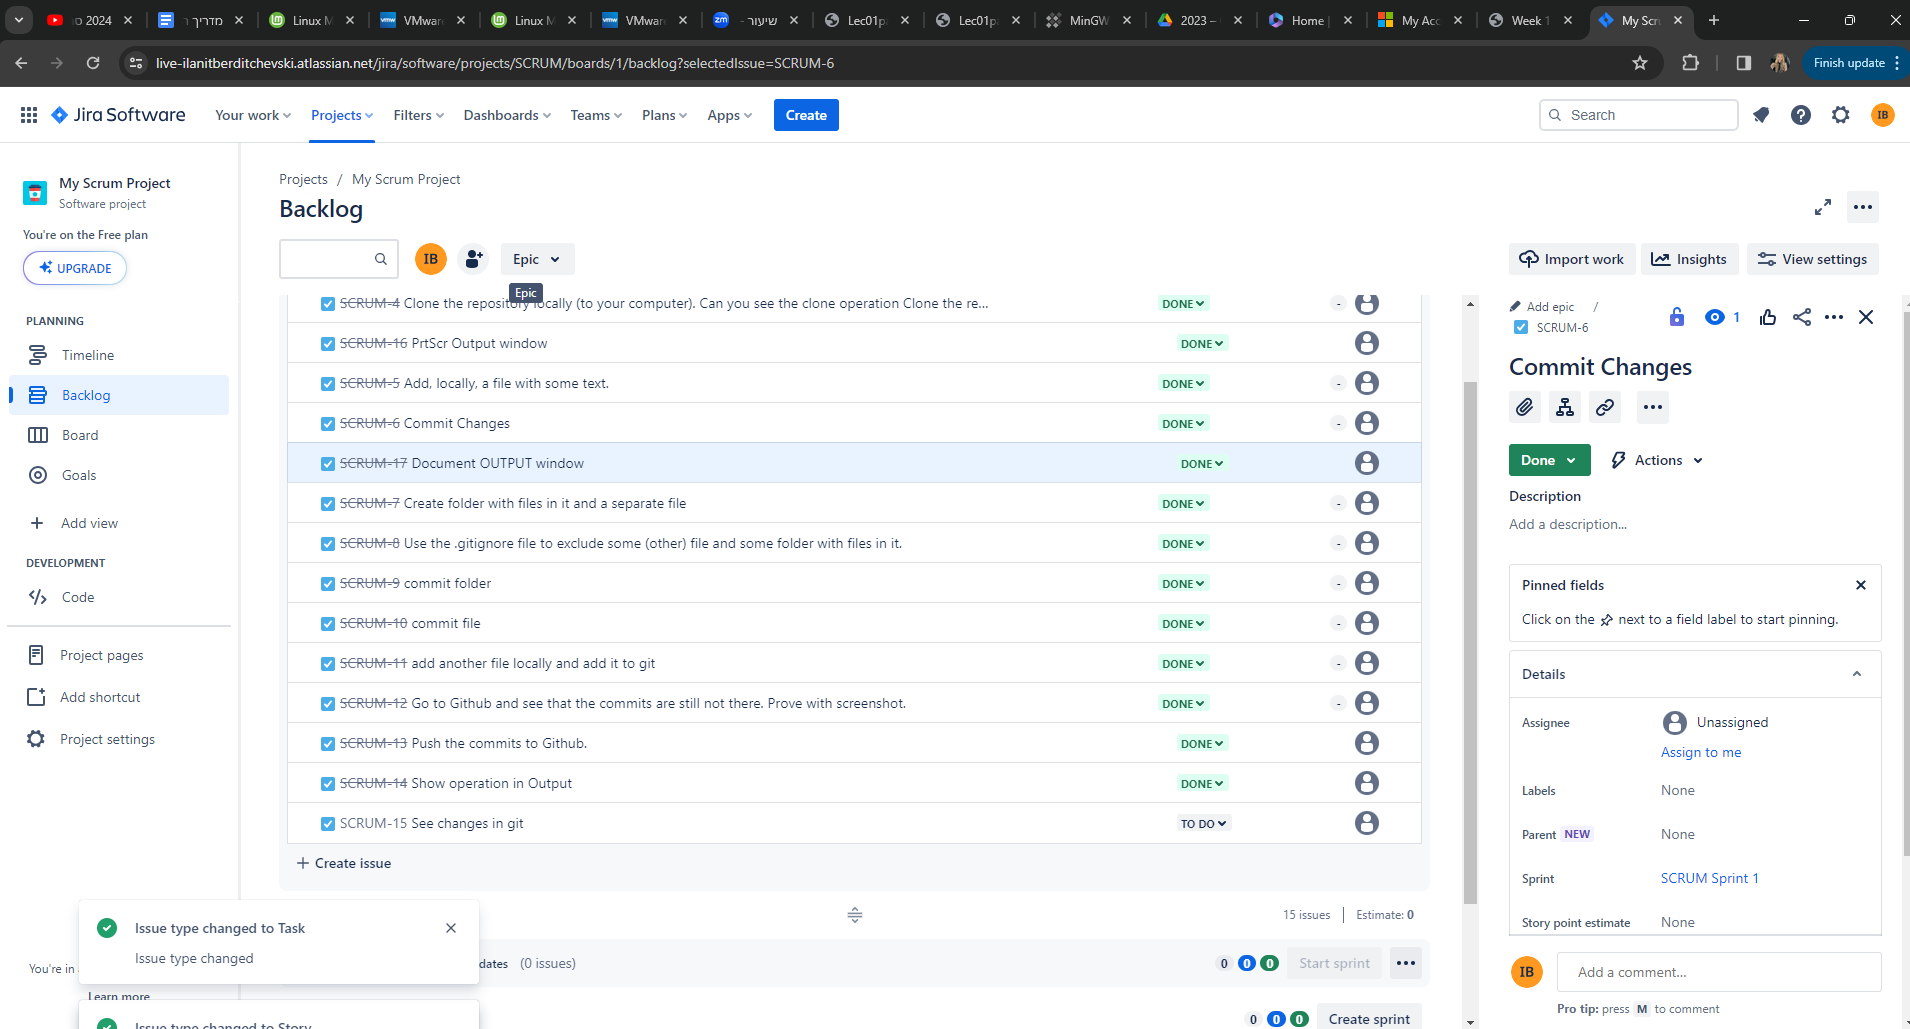 2024 סר
מדריך ה
Linux M
VMwar
Linux M
VMwar
שיעור -
Lec01pa
Lec01pa
MinGW
2023 –
Home |
My Acc
Week 1
My Scr
live-ilanitberditchevski.atlassian.net/jira/software/projects/SCRUM/boards/1/backlog?selectedIssue=SCRUM-6
Finish update
Jira Software
Your work
Projects
Filters
Dashboards
Teams
Plans
Apps
Create
Search
IB
My Scrum Project
Software project
You're on the Free plan
UPGRADE
PLANNING
Timeline
Backlog
Board
Goals
Add view
DEVELOPMENT
Code
Project pages
Add shortcut
Project settings
You're in
Learn more
Projects / My Scrum Project
Backlog
IB
Epic
Epic
Import work
Insights
View settings
SCRUM-4 Clone the repository locally (to your computer). Can you see the clone operation Clone the re... DONE -
SCRUM-16 PrtScr Output window DONE
SCRUM-5 Add, locally, a file with some text. DONE -
SCRUM-6 Commit Changes DONE -
SCRUM-17 Document OUTPUT window DONE
SCRUM-7 Create folder with files in it and a separate file DONE -
SCRUM-8 Use the .gitignore file to exclude some (other) file and some folder with files in it. DONE -
SCRUM-9 commit folder DONE -
SCRUM-10 commit file DONE -
SCRUM-11 add another file locally and add it to git DONE -
SCRUM-12 Go to Github and see that the commits are still not there. Prove with screenshot. DONE -
SCRUM-13 Push the commits to Github. DONE
SCRUM-14 Show operation in Output DONE
SCRUM-15 See changes in git TO DO
+ Create issue
15 issues | Estimate: 0
dates (0 issues) 0 0 0 Start sprint
0 0 0 Create sprint
Issue type changed to Task
Issue type changed
Issue type changed to Story
Add epic /
SCRUM-6
1
Commit Changes
Done
Actions
Description
Add a description...
Pinned fields
Click on the next to a field label to start pinning.
Details
Assignee Unassigned
Assign to me
Labels None
Parent NEW None
Sprint SCRUM Sprint 1
Story point estimate None
IB Add a comment...
Pro tip: press M to comment